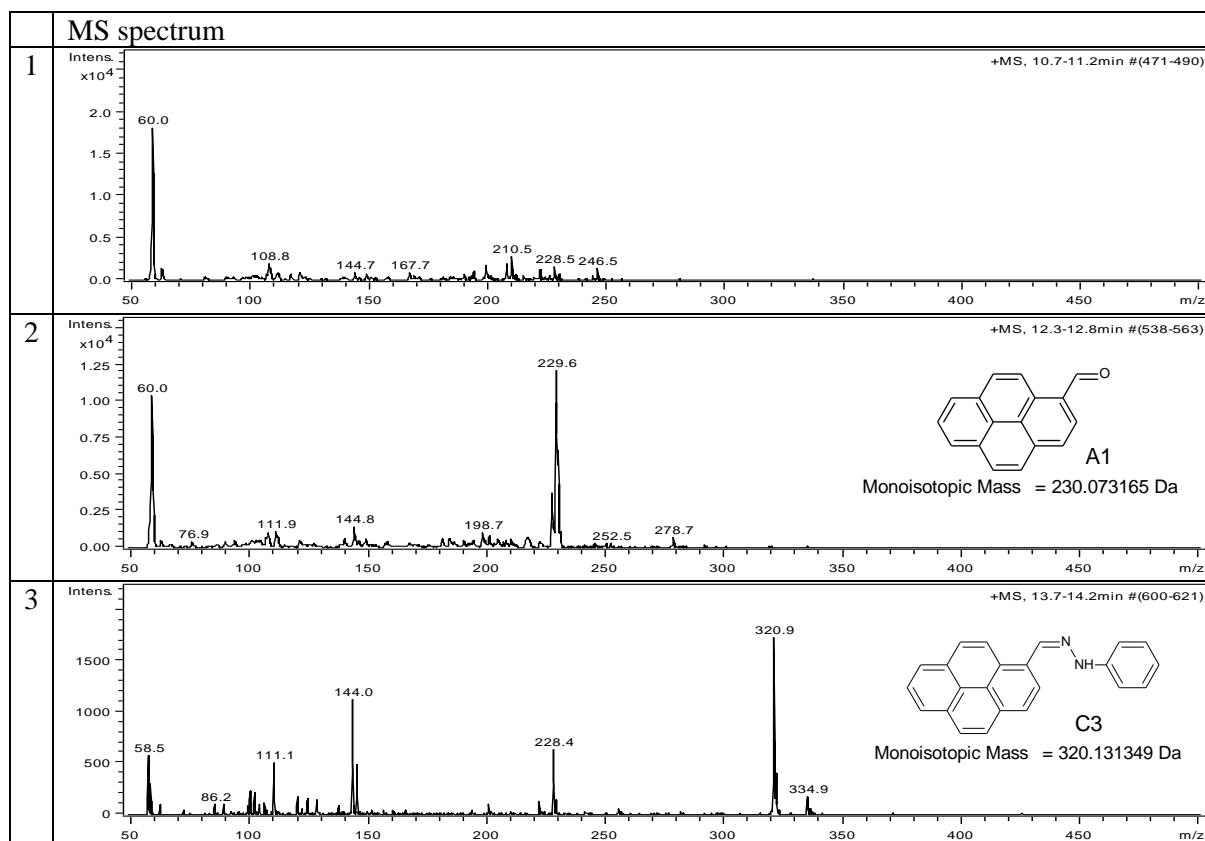 MS spectrum
1
Intens.
x10⁴
+MS, 10.7-11.2min #(471-490)
2.0
1.5
1.0
0.5
0.0
60.0
108.8
144.7
167.7
210.5
228.5
246.5
50 100 150 200 250 300 350 400 450 m/z
2
Intens.
x10⁴
+MS, 12.3-12.8min #(538-563)
1.25
1.00
0.75
0.50
0.25
0.00
60.0
76.9
111.9
144.8
198.7
229.6
252.5
278.7
O
A1
Monoisotopic Mass = 230.073165 Da
50 100 150 200 250 300 350 400 450 m/z
3
Intens.
+MS, 13.7-14.2min #(600-621)
1500
1000
500
0
58.5
86.2
111.1
144.0
228.4
320.9
334.9
N
NH
C3
Monoisotopic Mass = 320.131349 Da
50 100 150 200 250 300 350 400 450 m/z